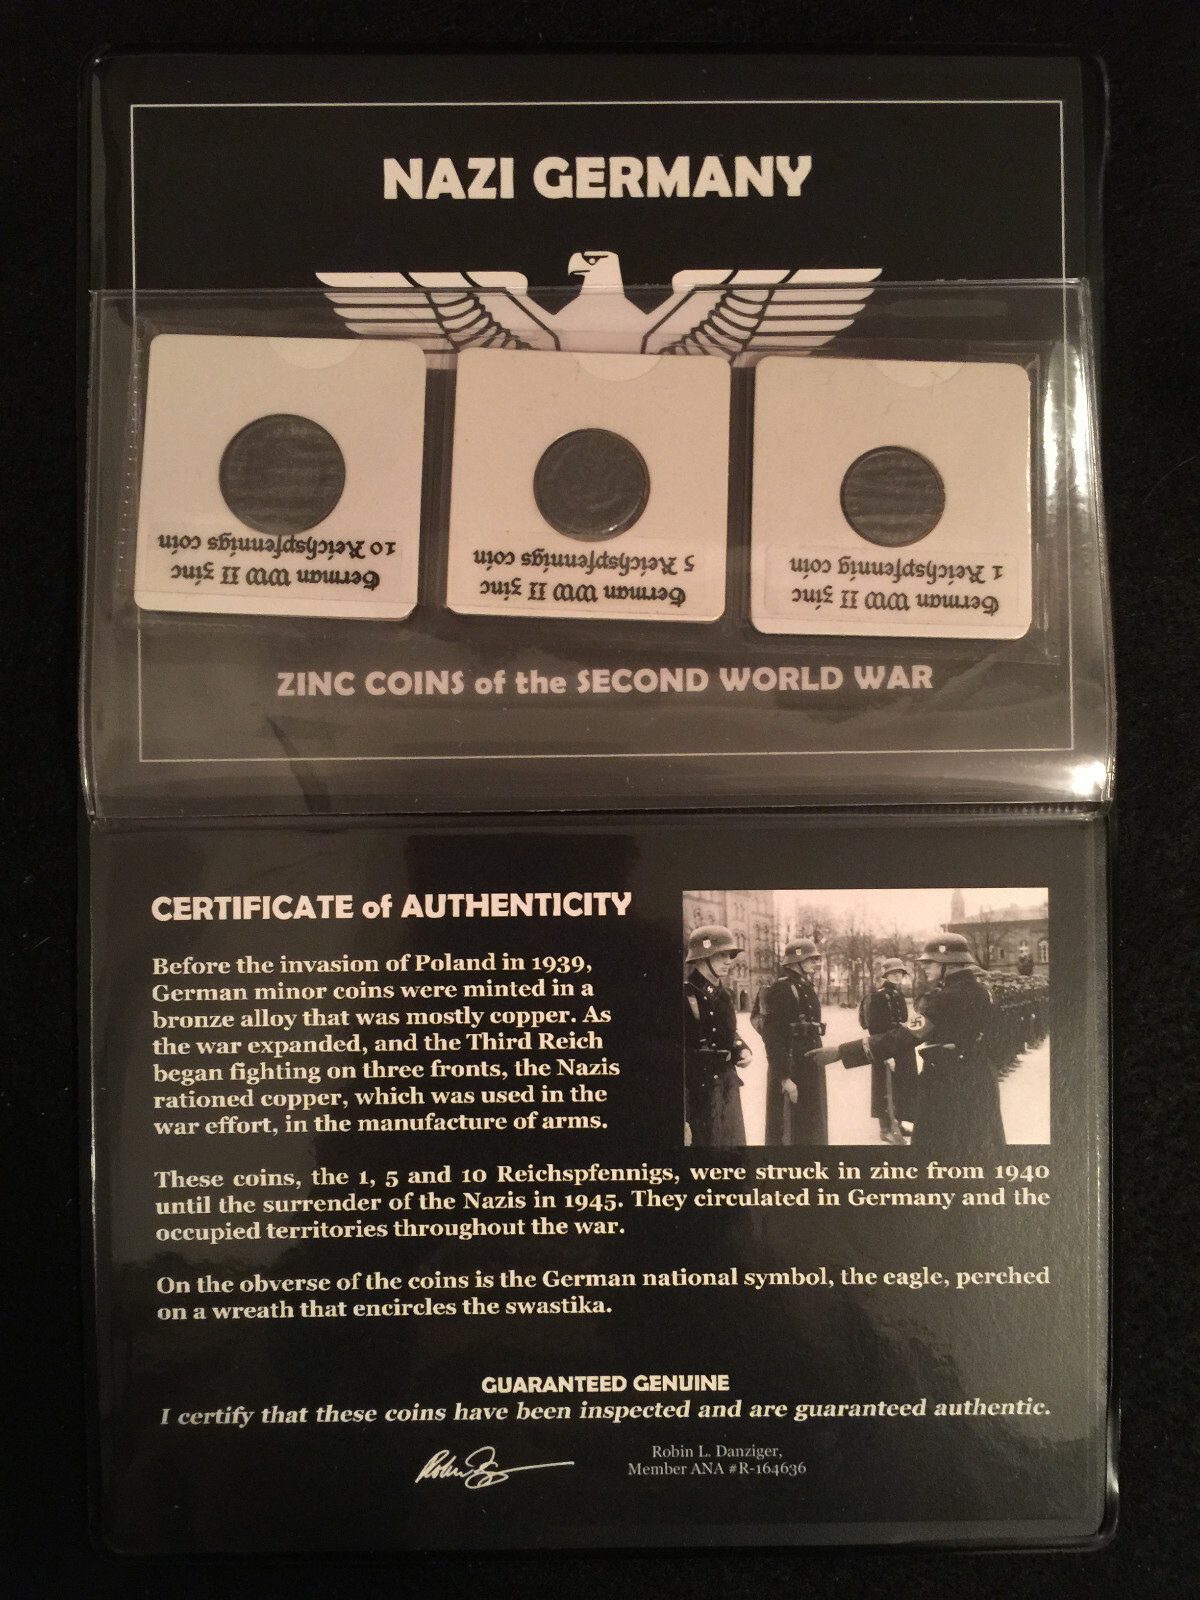 NAZI GERMANY
German WW II zinc
10 Reichspfennigs coin
German WW II zinc
5 Reichspfennigs coin
German WW II zinc
1 Reichspfennig coin
ZINC COINS of the SECOND WORLD WAR
CERTIFICATE of AUTHENTICITY
Before the invasion of Poland in 1939,
German minor coins were minted in a
bronze alloy that was mostly copper. As
the war expanded, and the Third Reich
began fighting on three fronts, the Nazis
rationed copper, which was used in the
war effort, in the manufacture of arms.
These coins, the 1, 5 and 10 Reichspfennigs, were struck in zinc from 1940
until the surrender of the Nazis in 1945. They circulated in Germany and the
occupied territories throughout the war.
On the obverse of the coins is the German national symbol, the eagle, perched
on a wreath that encircles the swastika.
GUARANTEED GENUINE
I certify that these coins have been inspected and are guaranteed authentic.
Robin L. Danziger,
Member ANA #R-164636